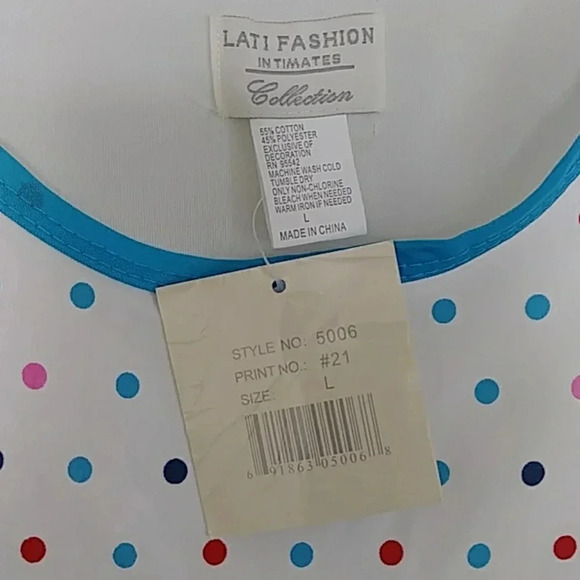 LATI FASHION
INTIMATES
Collection
55% COTTON
45% POLYESTER
EXCLUSIVE OF
DECORATION
RN 95542
MACHINE WASH COLD
TUMBLE DRY
ONLY NON-CHLORINE
BLEACH WHEN NEEDED
WARM IRON IF NEEDED
L
MADE IN CHINA
STYLE NO. 5006
PRINT NO.: #21
SIZE: L
6 91863 05006 8